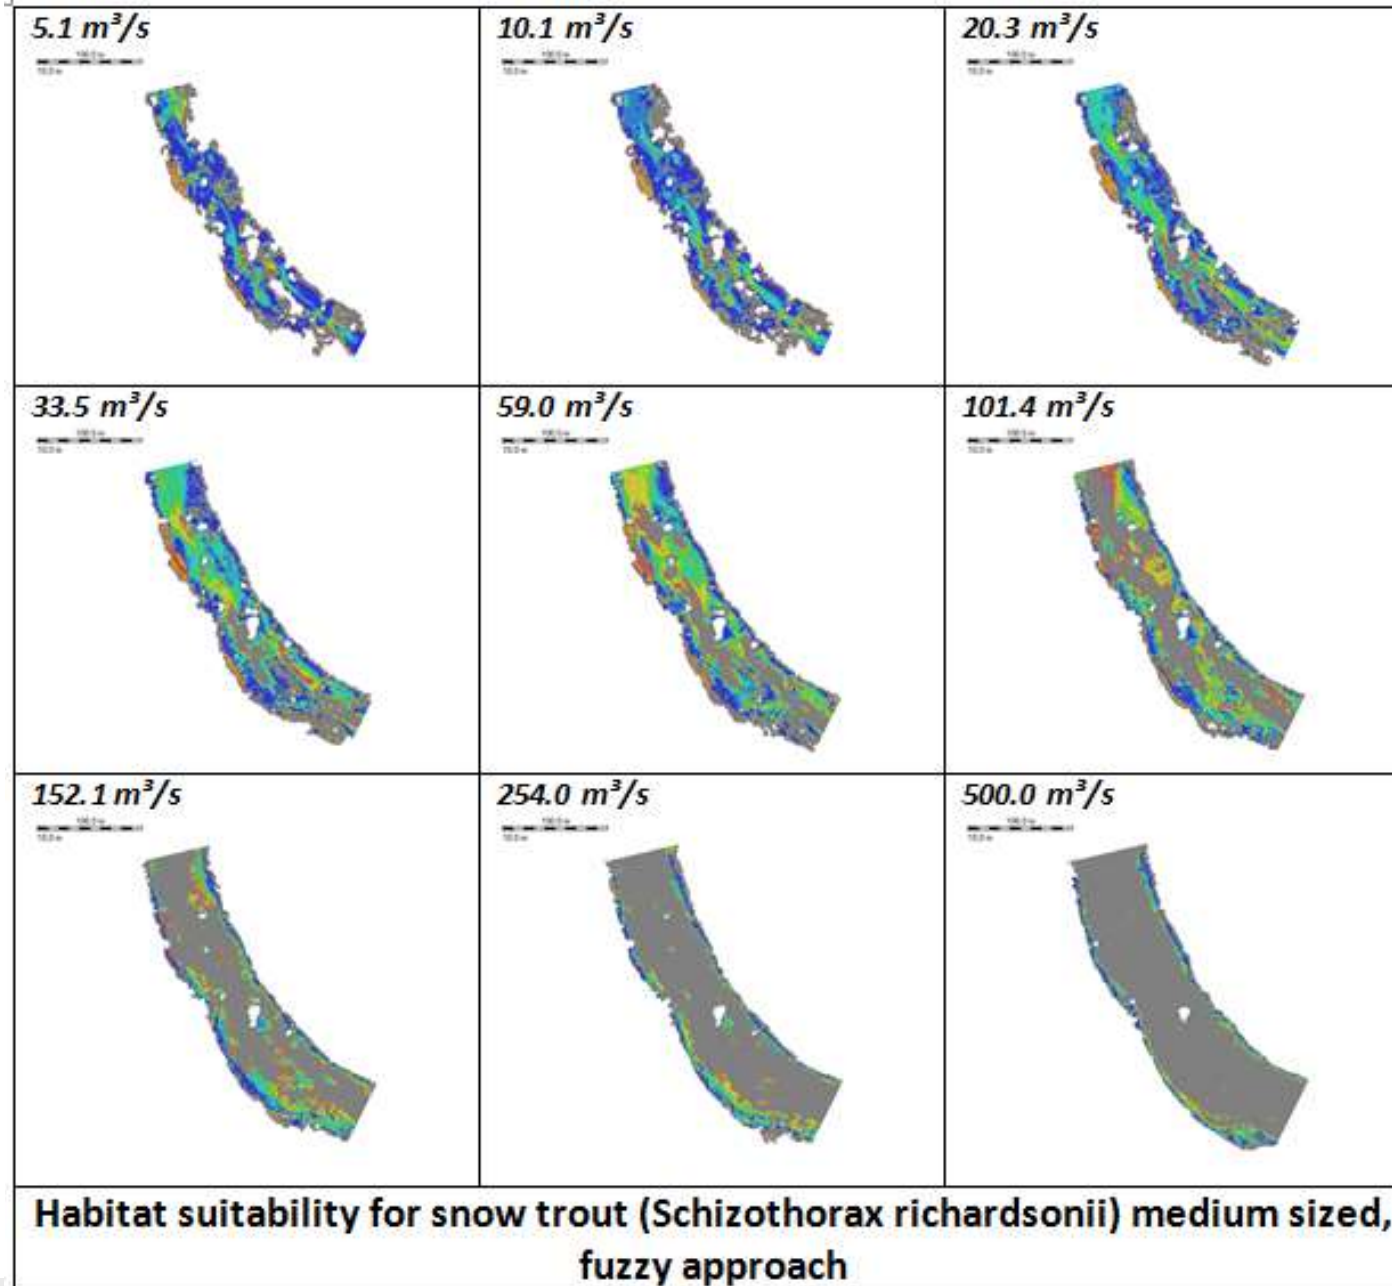 5.1 m³/s
10.1 m³/s
20.3 m³/s
33.5 m³/s
59.0 m³/s
101.4 m³/s
152.1 m³/s
254.0 m³/s
500.0 m³/s
Habitat suitability for snow trout (Schizothorax richardsonii) medium sized,
fuzzy approach